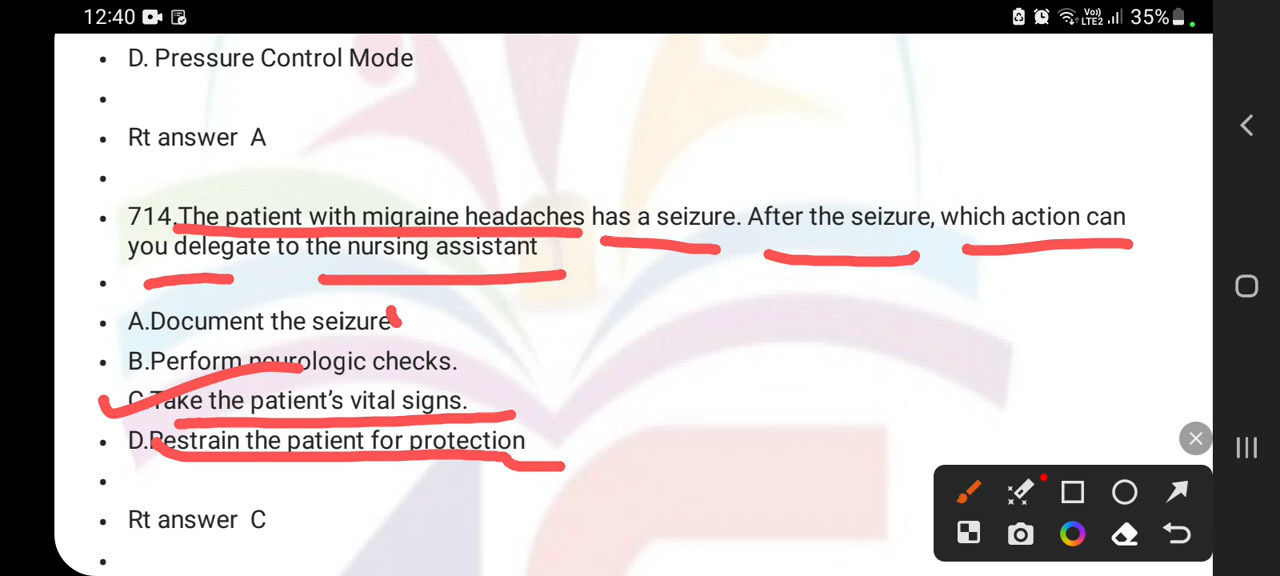 12:40
Vo))
LTE2
35%
• D. Pressure Control Mode
•
• Rt answer A
•
• 714.The patient with migraine headaches has a seizure. After the seizure, which action can
you delegate to the nursing assistant
•
• A.Document the seizure
• B.Perform neurologic checks.
• C.Take the patient's vital signs.
• D.Restrain the patient for protection
•
• Rt answer C
•